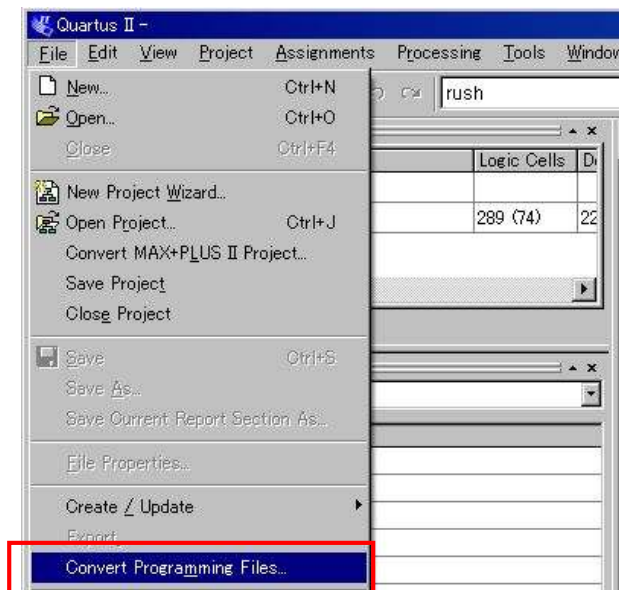 Quartus II -
File Edit View Project Assignments Processing Tools Window
New... Ctrl+N
rush
Open... Ctrl+O
Close Ctrl+F4
Logic Cells
New Project Wizard...
Open Project... Ctrl+J
289 (74) 22
Convert MAX+PLUS II Project...
Save Project
Close Project
Save Ctrl+S
Save As...
Save Current Report Section As...
File Properties...
Create / Update
Export
Convert Programming Files...